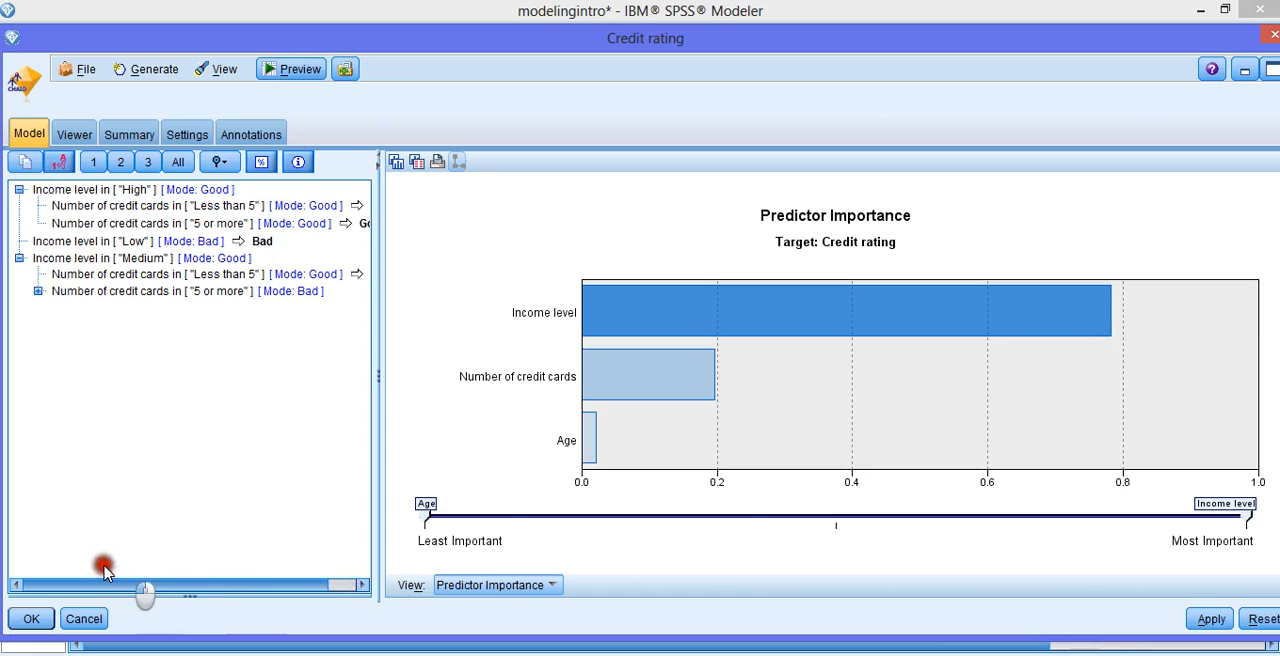 modelingintro* - IBM® SPSS® Modeler
Credit rating
CHAID
File Generate View Preview
Model Viewer Summary Settings Annotations
1 2 3 All %
Income level in [ "High" ] [ Mode: Good ]
Number of credit cards in [ "Less than 5" ] [ Mode: Good ] ⇨
Number of credit cards in [ "5 or more" ] [ Mode: Good ] ⇨ Go
Income level in [ "Low" ] [ Mode: Bad ] ⇨ Bad
Income level in [ "Medium" ] [ Mode: Good ]
Number of credit cards in [ "Less than 5" ] [ Mode: Good ] ⇨
Number of credit cards in [ "5 or more" ] [ Mode: Bad ]
Predictor Importance
Target: Credit rating
Income level
Number of credit cards
Age
0.0 0.2 0.4 0.6 0.8 1.0
Age Income level
Least Important Most Important
View: Predictor Importance
OK Cancel Apply Reset